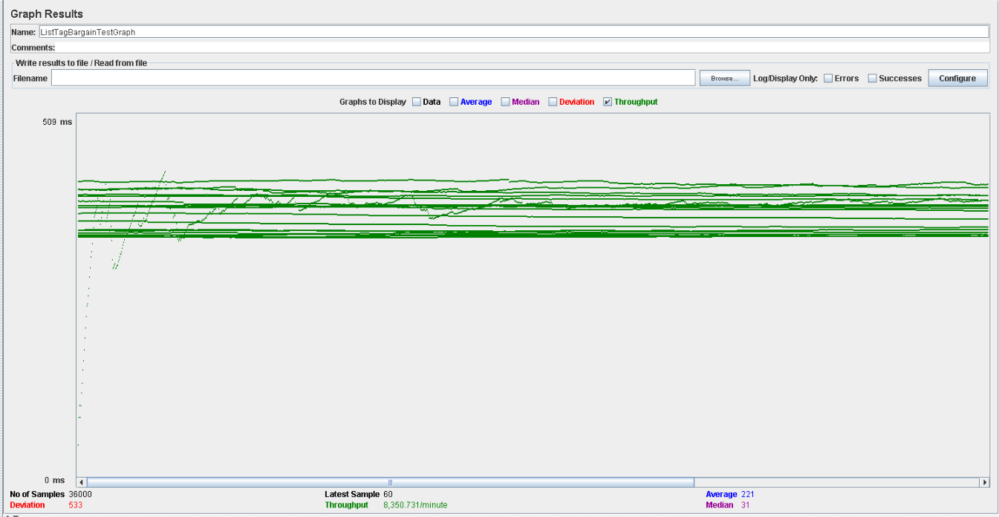 Graph Results
Name: ListTagBargainTestGraph
Comments:
Write results to file / Read from file
Filename Browse... Log/Display Only: Errors Successes Configure
Graphs to Display Data Average Median Deviation Throughput
509 ms
0 ms
No of Samples 36000 Latest Sample 60 Average 221
Deviation 533 Throughput 8,350.731/minute Median 31